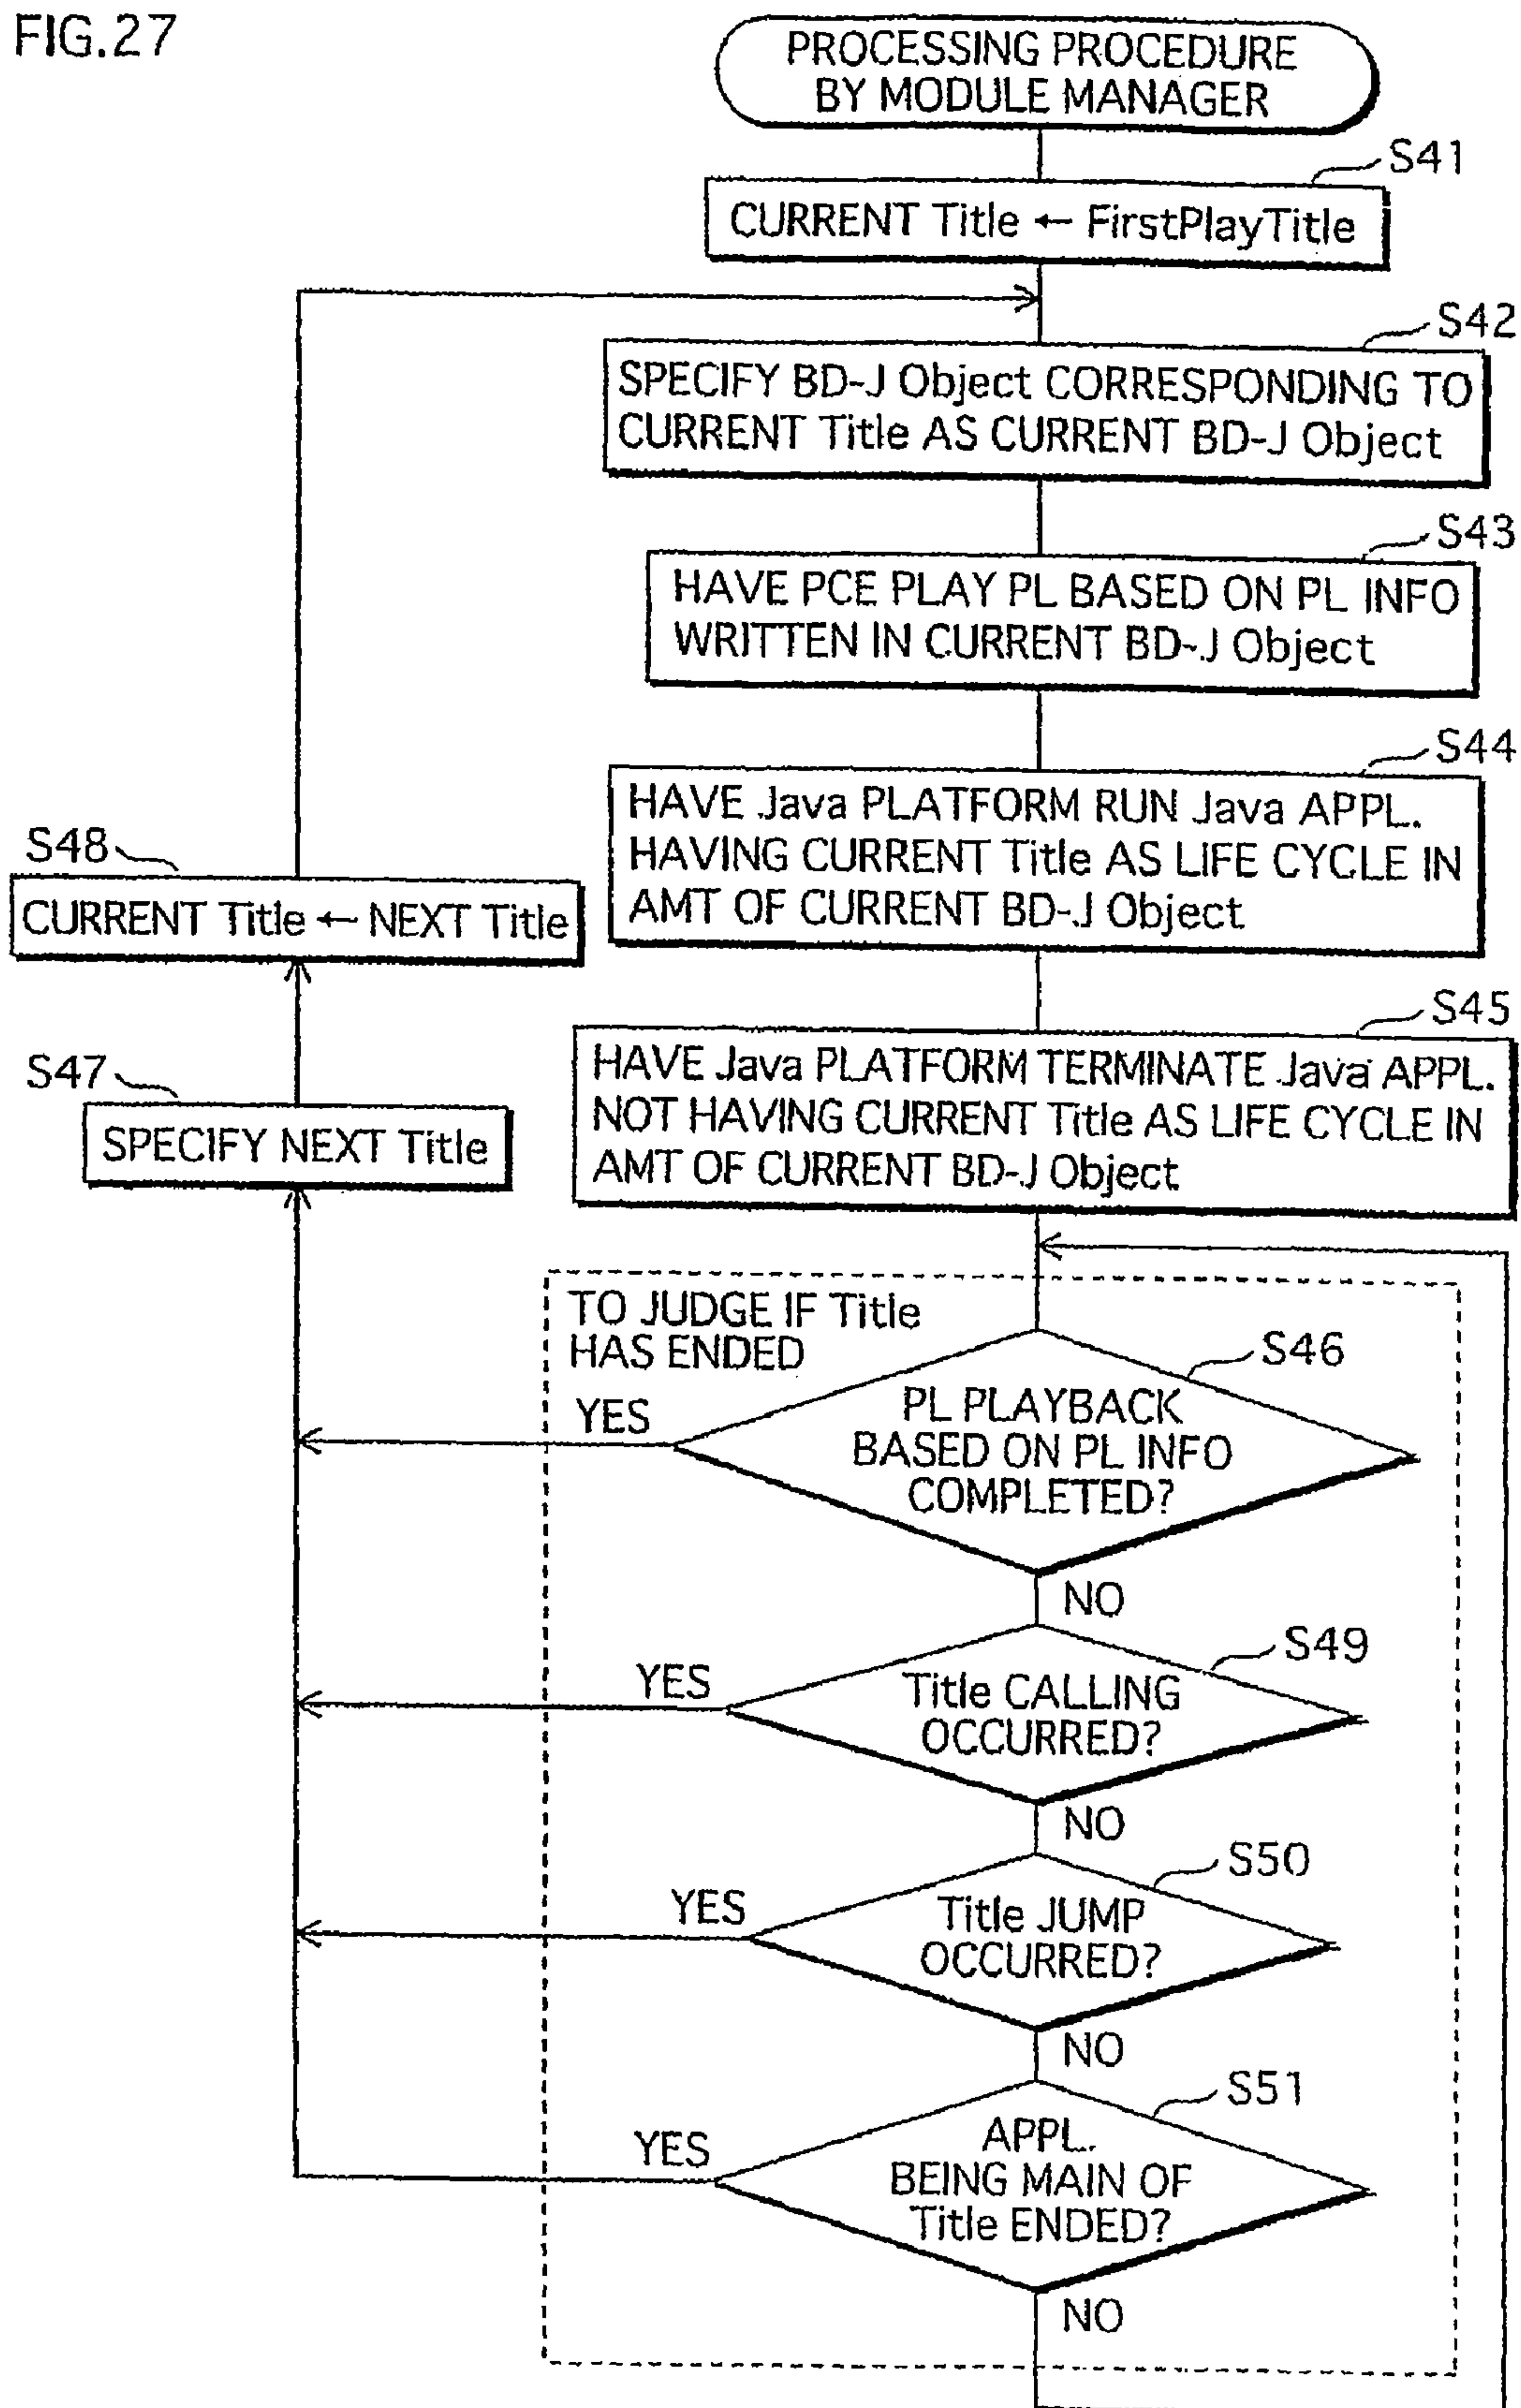 FIG.27
PROCESSING PROCEDURE
BY MODULE MANAGER
S41
CURRENT Title ← FirstPlayTitle
S42
SPECIFY BD-J Object CORRESPONDING TO
CURRENT Title AS CURRENT BD-J Object
S43
HAVE PCE PLAY PL BASED ON PL INFO
WRITTEN IN CURRENT BD-J Object
S44
HAVE Java PLATFORM RUN Java APPL.
HAVING CURRENT Title AS LIFE CYCLE IN
AMT OF CURRENT BD-J Object
S48
CURRENT Title ← NEXT Title
S45
HAVE Java PLATFORM TERMINATE Java APPL.
NOT HAVING CURRENT Title AS LIFE CYCLE IN
AMT OF CURRENT BD-J Object
S47
SPECIFY NEXT Title
TO JUDGE IF Title
HAS ENDED
S46
YES
PL PLAYBACK
BASED ON PL INFO
COMPLETED?
NO
S49
YES
Title CALLING
OCCURRED?
NO
S50
YES
Title JUMP
OCCURRED?
NO
S51
YES
APPL.
BEING MAIN OF
Title ENDED?
NO